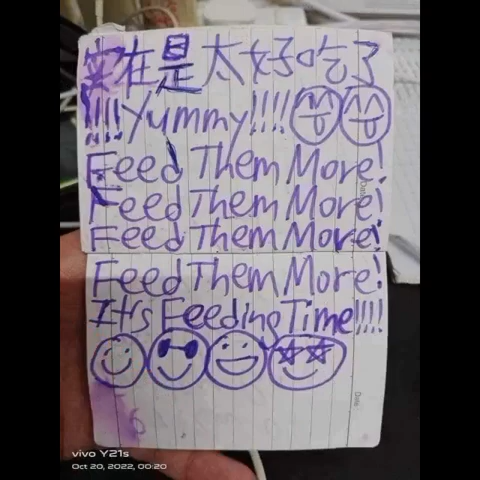 实在是太好吃了
!!!!Yummy!!!!
Feed Them More!
Feed Them More!
Feed Them More!
Feed Them More!
It's Feeding Time!!!!
vivo Y21s
Oct 20, 2022, 00:20